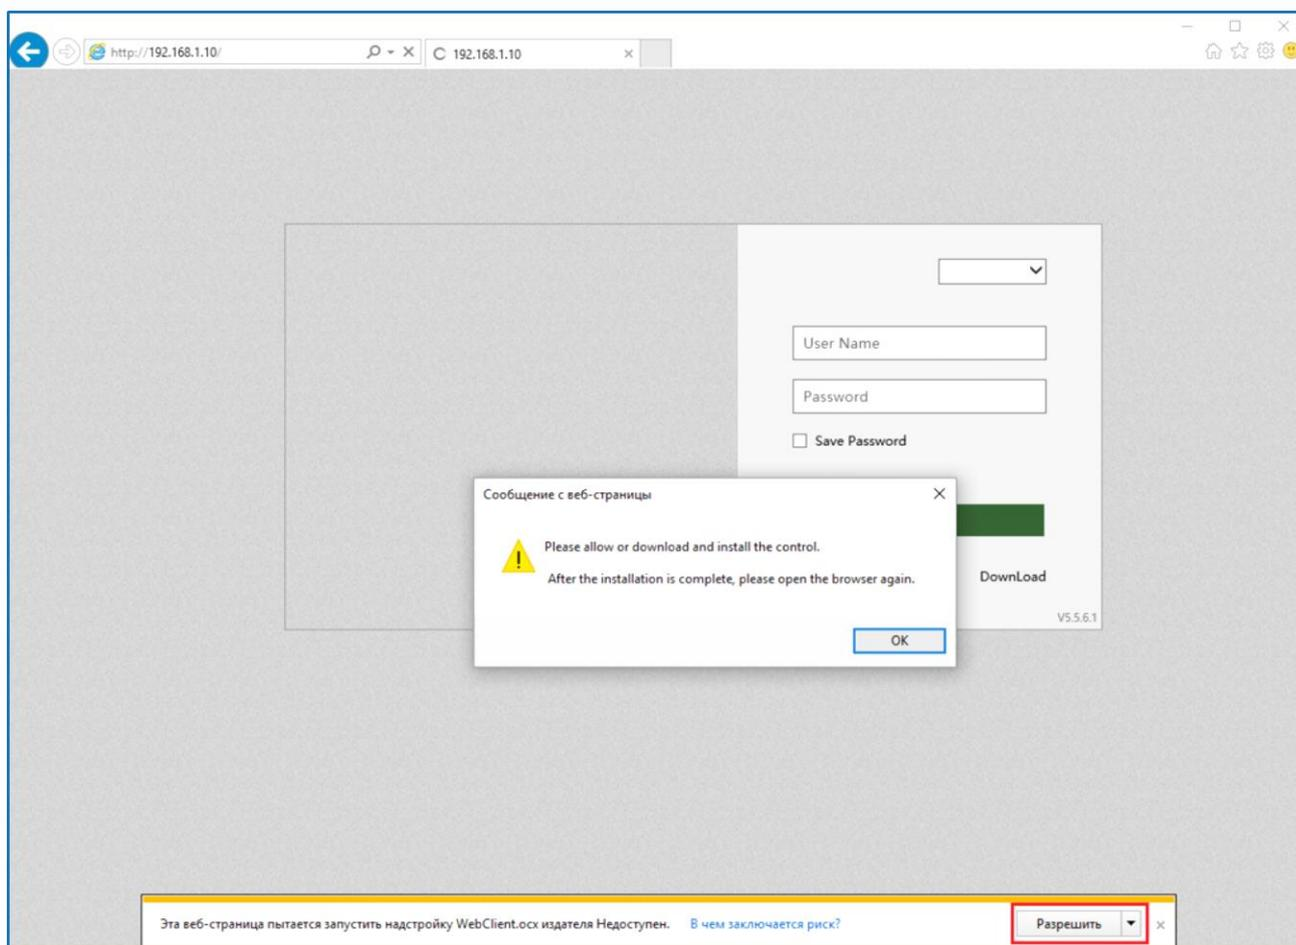 http://192.168.1.10/
192.168.1.10
User Name
Password
Save Password
Сообщение с веб-страницы
Please allow or download and install the control.
After the installation is complete, please open the browser again.
OK
DownLoad
V5.5.6.1
Эта веб-страница пытается запустить надстройку WebClient.ocx издателя Недоступен. В чем заключается риск? Разрешить